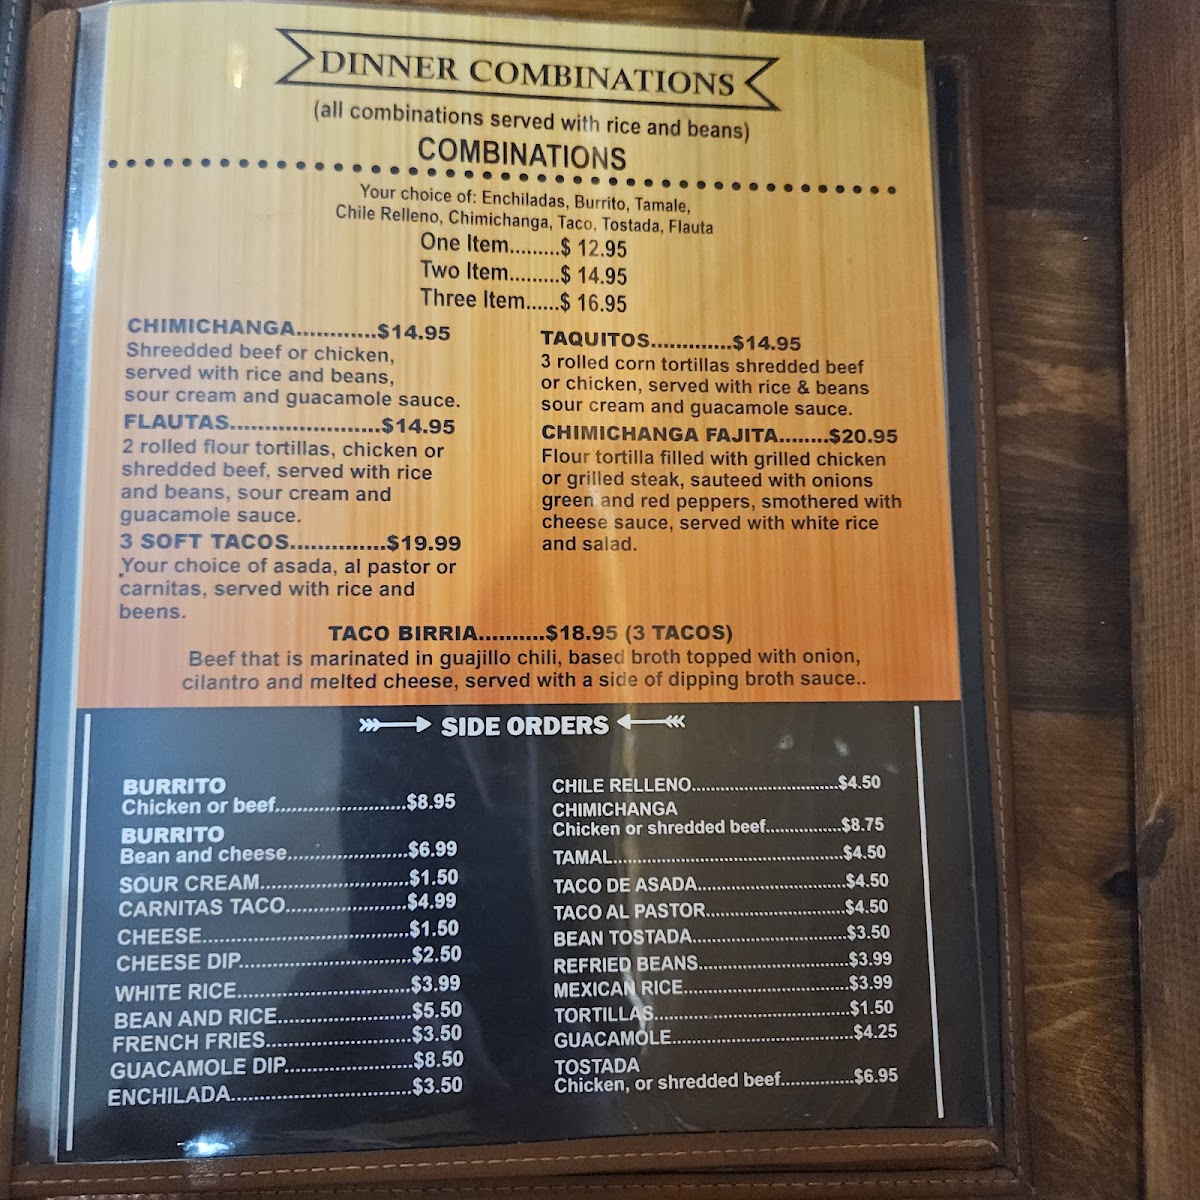 DINNER COMBINATIONS
(all combinations served with rice and beans)
COMBINATIONS
Your choice of: Enchiladas, Burrito, Tamale,
Chile Relleno, Chimichanga, Taco, Tostada, Flauta
One Item.........$ 12.95
Two Item.........$ 14.95
Three Item......$ 16.95
CHIMICHANGA............$14.95
Shreedded beef or chicken,
served with rice and beans,
sour cream and guacamole sauce.
FLAUTAS.......................$14.95
2 rolled flour tortillas, chicken or
shredded beef, served with rice
and beans, sour cream and
guacamole sauce.
3 SOFT TACOS..............$19.99
Your choice of asada, al pastor or
carnitas, served with rice and
beens.
TAQUITOS.............$14.95
3 rolled corn tortillas shredded beef
or chicken, served with rice & beans
sour cream and guacamole sauce.
CHIMICHANGA FAJITA........$20.95
Flour tortilla filled with grilled chicken
or grilled steak, sauteed with onions
green and red peppers, smothered with
cheese sauce, served with white rice
and salad.
TACO BIRRIA..........$18.95 (3 TACOS)
Beef that is marinated in guajillo chili, based broth topped with onion,
cilantro and melted cheese, served with a side of dipping broth sauce..
SIDE ORDERS
BURRITO
Chicken or beef..........................$8.95
BURRITO
Bean and cheese........................$6.99
SOUR CREAM..............................$1.50
CARNITAS TACO........................$4.99
CHEESE.........................................$1.50
CHEESE DIP..................................$2.50
WHITE RICE...................................$3.99
BEAN AND RICE...........................$5.50
FRENCH FRIES.............................$3.50
GUACAMOLE DIP.........................$8.50
ENCHILADA....................................$3.50
CHILE RELLENO..............................$4.50
CHIMICHANGA
Chicken or shredded beef................$8.75
TAMAL..............................................$4.50
TACO DE ASADA..............................$4.50
TACO AL PASTOR............................$4.50
BEAN TOSTADA...............................$3.50
REFRIED BEANS..............................$3.99
MEXICAN RICE.................................$3.99
TORTILLAS.......................................$1.50
GUACAMOLE....................................$4.25
TOSTADA
Chicken, or shredded beef...............$6.95